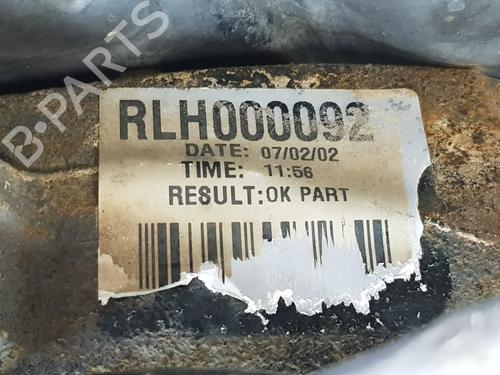 B-PARTS
RLH000092
DATE: 07/02/02
TIME: 11:56
RESULT:OK PART